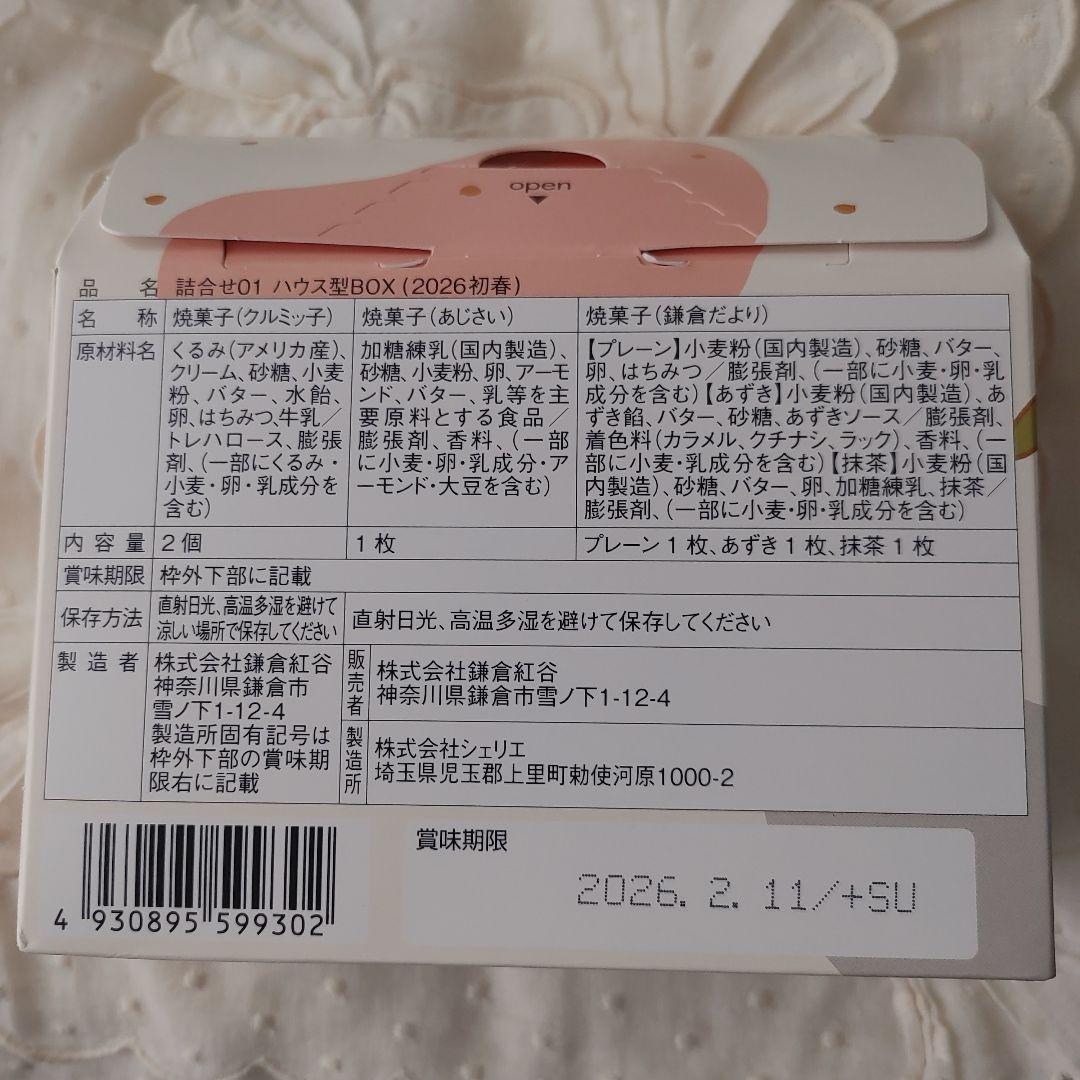 open
品名 詰合せ01 ハウス型BOX(2026初春)
名称 焼菓子(クルミッ子) 焼菓子(あじさい) 焼菓子(鎌倉だより)
原材料名
くるみ(アメリカ産)、
クリーム、砂糖、小麦
粉、バター、水飴、
卵、はちみつ、牛乳/
トレハロース、膨張
剤、(一部にくるみ・
小麦・卵・乳成分を
含む)
加糖練乳(国内製造)、
砂糖、小麦粉、卵、アーモ
ンド、バター、乳等を主
要原料とする食品/
膨張剤、香料、(一部
に小麦・卵・乳成分・ア
ーモンド・大豆を含む)
【プレーン】小麦粉(国内製造)、砂糖、バター、
卵、はちみつ/膨張剤、(一部に小麦・卵・乳
成分を含む)【あずき】小麦粉(国内製造)、あ
ずき餡、バター、砂糖、あずきソース/膨張剤、
着色料(カラメル、クチナシ、ラック)、香料、(一
部に小麦・乳成分を含む)【抹茶】小麦粉(国
内製造)、砂糖、バター、卵、加糖練乳、抹茶/
膨張剤、(一部に小麦・卵・乳成分を含む)
内容量 2個 1枚 プレーン1枚、あずき1枚、抹茶1枚
賞味期限 枠外下部に記載
保存方法
直射日光、高温多湿を避けて
涼しい場所で保存してください
直射日光、高温多湿を避けて保存してください
製造者
株式会社鎌倉紅谷
神奈川県鎌倉市
雪ノ下1-12-4
製造所固有記号は
枠外下部の賞味期
限右に記載
販売者
株式会社鎌倉紅谷
神奈川県鎌倉市雪ノ下1-12-4
製造所
株式会社シェリエ
埼玉県児玉郡上里町勅使河原1000-2
4 930895 599302
賞味期限
2026. 2. 11/+SU